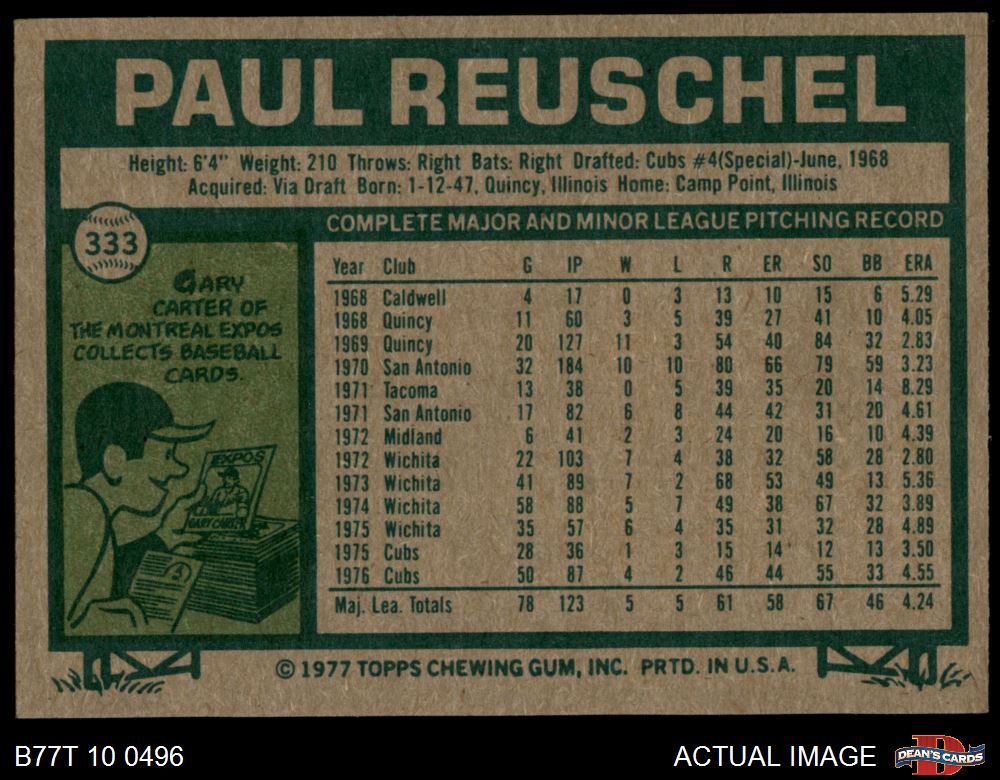 PAUL REUSCHEL
Height: 6'4" Weight: 210 Throws: Right Bats: Right Drafted: Cubs #4(Special)-June, 1968
Acquired: Via Draft Born: 1-12-47, Quincy, Illinois Home: Camp Point, Illinois
333
GARY
CARTER OF
THE MONTREAL EXPOS
COLLECTS BASEBALL
CARDS.
EXPOS
GARY CARTER
COMPLETE MAJOR AND MINOR LEAGUE PITCHING RECORD
Year Club G IP W L R ER SO BB ERA
1968 Caldwell 4 17 0 3 13 10 15 6 5.29
1968 Quincy 11 60 3 5 39 27 41 10 4.05
1969 Quincy 20 127 11 3 54 40 84 32 2.83
1970 San Antonio 32 184 10 10 80 66 79 59 3.23
1971 Tacoma 13 38 0 5 39 35 20 14 8.29
1971 San Antonio 17 82 6 8 44 42 31 20 4.61
1972 Midland 6 41 2 3 24 20 16 10 4.39
1972 Wichita 22 103 7 4 38 32 58 28 2.80
1973 Wichita 41 89 7 2 68 53 49 13 5.36
1974 Wichita 58 88 5 7 49 38 67 32 3.89
1975 Wichita 35 57 6 4 35 31 32 28 4.89
1975 Cubs 28 36 1 3 15 14 12 13 3.50
1976 Cubs 50 87 4 2 46 44 55 33 4.55
Maj. Lea. Totals 78 123 5 5 61 58 67 46 4.24
© 1977 TOPPS CHEWING GUM, INC. PRTD. IN U.S.A.
B77T 10 0496
ACTUAL IMAGE
D
DEAN'S CARDS